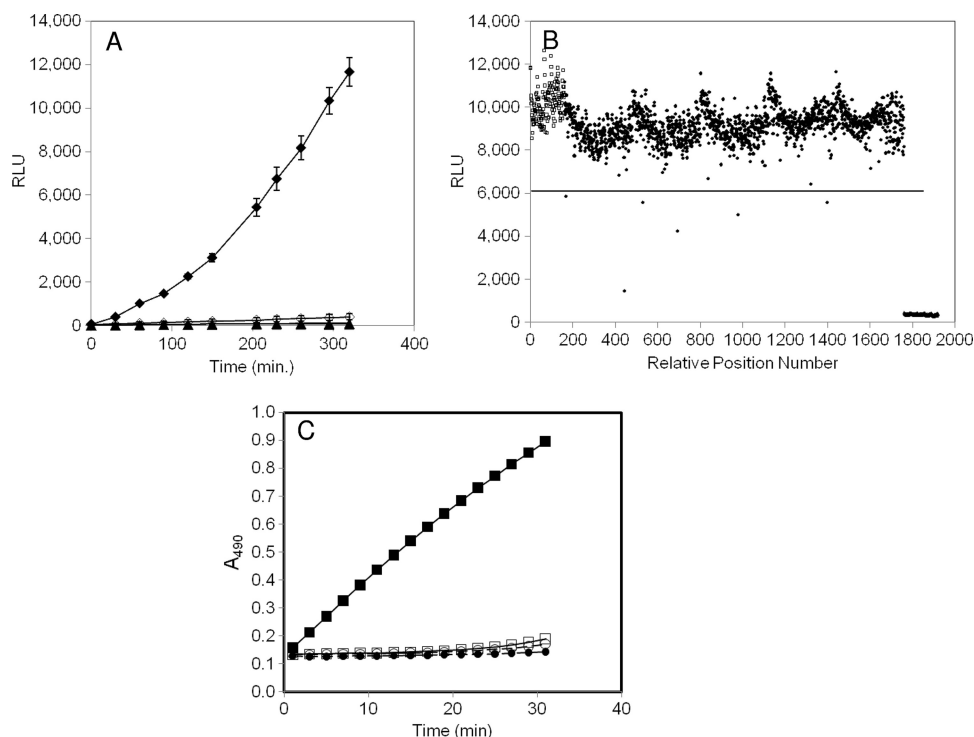 A
14,000
12,000
10,000
8,000
6,000
4,000
2,000
0
RLU
0 100 200 300 400
Time (min.)
B
14,000
12,000
10,000
8,000
6,000
4,000
2,000
0
RLU
0 200 400 600 800 1000 1200 1400 1600 1800 2000
Relative Position Number
C
1.0
0.9
0.8
0.7
0.6
0.5
0.4
0.3
0.2
0.1
0.0
A490
0 10 20 30 40
Time (min)